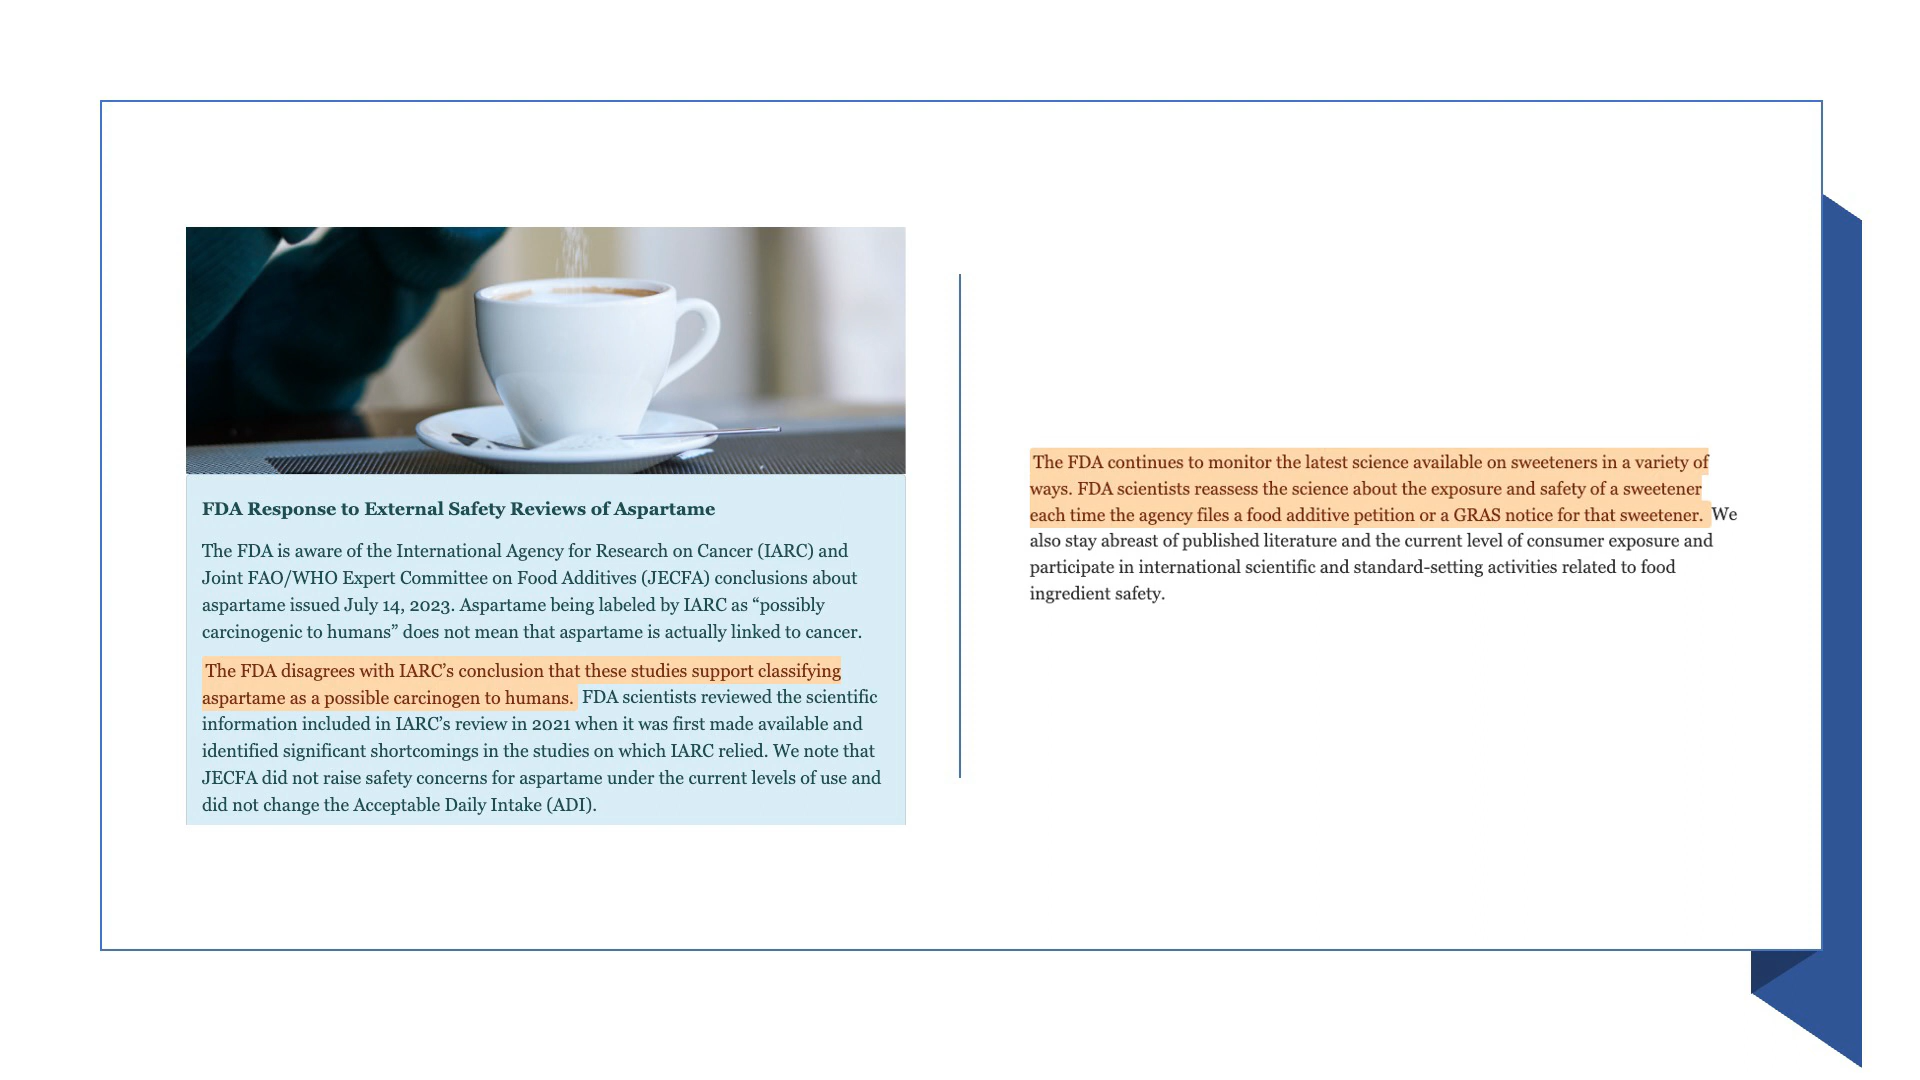 FDA Response to External Safety Reviews of Aspartame
The FDA is aware of the International Agency for Research on Cancer (IARC) and
Joint FAO/WHO Expert Committee on Food Additives (JECFA) conclusions about
aspartame issued July 14, 2023. Aspartame being labeled by IARC as “possibly
carcinogenic to humans” does not mean that aspartame is actually linked to cancer.
The FDA disagrees with IARC’s conclusion that these studies support classifying
aspartame as a possible carcinogen to humans. FDA scientists reviewed the scientific
information included in IARC’s review in 2021 when it was first made available and
identified significant shortcomings in the studies on which IARC relied. We note that
JECFA did not raise safety concerns for aspartame under the current levels of use and
did not change the Acceptable Daily Intake (ADI).
The FDA continues to monitor the latest science available on sweeteners in a variety of
ways. FDA scientists reassess the science about the exposure and safety of a sweetener
each time the agency files a food additive petition or a GRAS notice for that sweetener. We
also stay abreast of published literature and the current level of consumer exposure and
participate in international scientific and standard-setting activities related to food
ingredient safety.